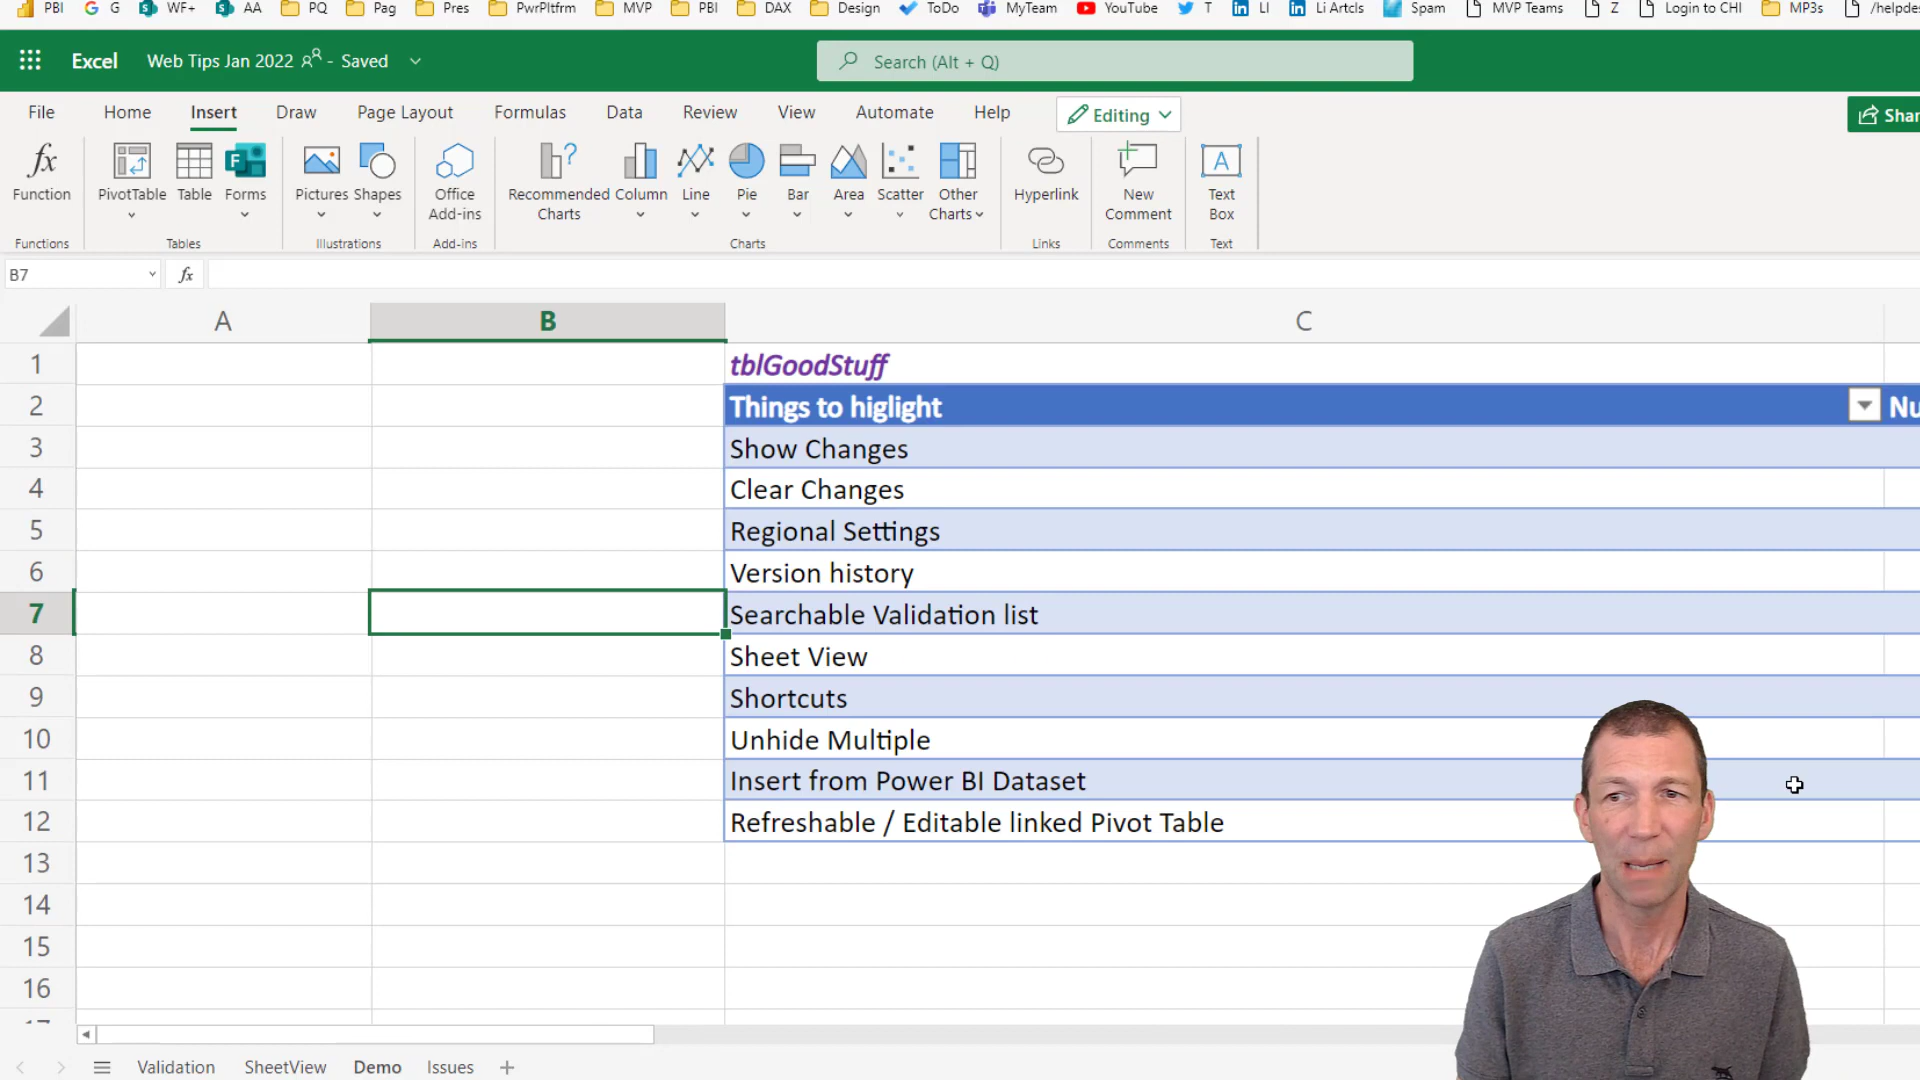 PBI G G WF+ AA PQ Pag Pres PwrPltfrm MVP PBI DAX Design ToDo MyTeam YouTube T LI Li Artcls Spam MVP Teams Z Login to CHI MP3s
Excel Web Tips Jan 2022 - Saved Search (Alt + Q)
File Home Insert Draw Page Layout Formulas Data Review View Automate Help Editing
fx Function PivotTable Table Forms Pictures Shapes Office Add-ins Recommended Charts Column Line Pie Bar Area Scatter Other Charts Hyperlink New Comment A Text Box
Functions Tables Illustrations Add-ins Charts Links Comments Text
B7 fx
A B C
1 tblGoodStuff
2 Things to higlight Nu
3 Show Changes
4 Clear Changes
5 Regional Settings
6 Version history
7 Searchable Validation list
8 Sheet View
9 Shortcuts
10 Unhide Multiple
11 Insert from Power BI Dataset
12 Refreshable / Editable linked Pivot Table
13
14
15
16
Validation SheetView Demo Issues +